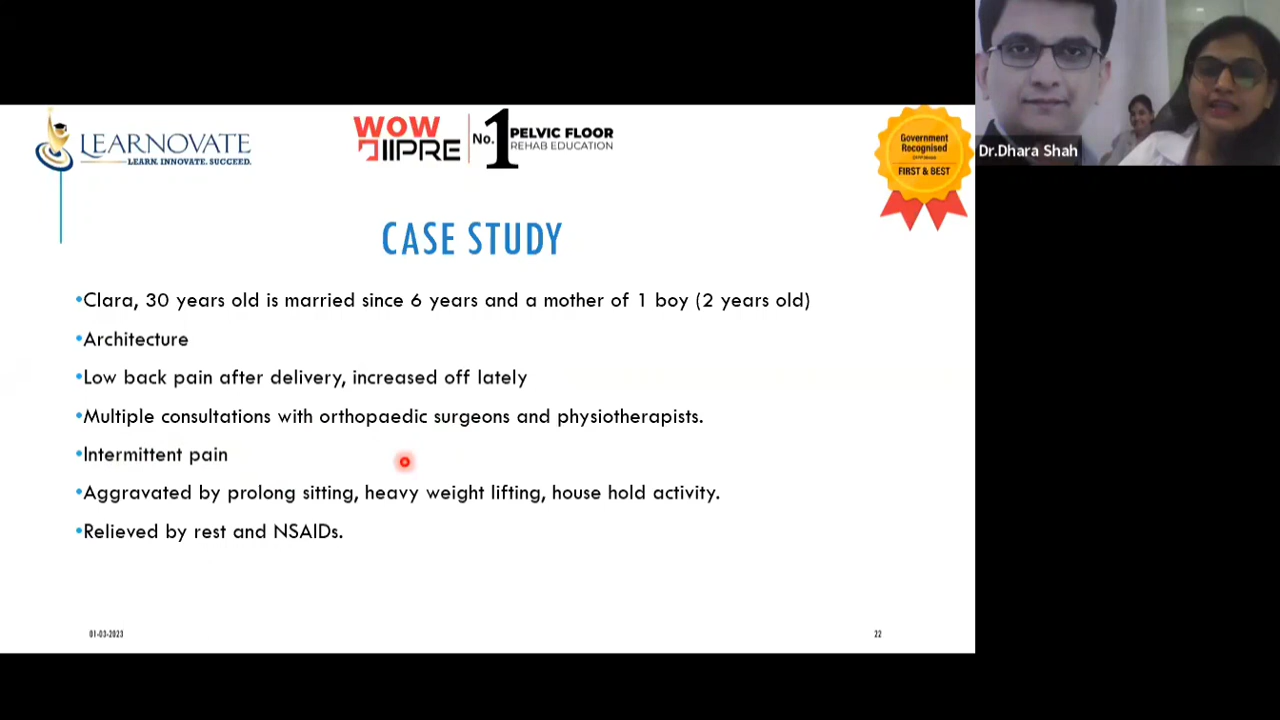 LEARNOVATE
LEARN. INNOVATE. SUCCEED.
WOW
IIPRE
No.1 PELVIC FLOOR
REHAB EDUCATION
Government
Recognised
FIRST & BEST
Dr.Dhara Shah
CASE STUDY
•Clara, 30 years old is married since 6 years and a mother of 1 boy (2 years old)
•Architecture
•Low back pain after delivery, increased off lately
•Multiple consultations with orthopaedic surgeons and physiotherapists.
•Intermittent pain
•Aggravated by prolong sitting, heavy weight lifting, house hold activity.
•Relieved by rest and NSAIDs.
01-03-2023
22